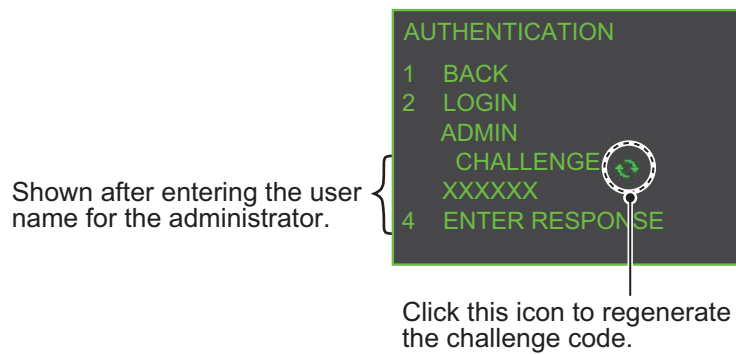 AUTHENTICATION
1 BACK
2 LOGIN
ADMIN
CHALLENGE
XXXXXX
4 ENTER RESPONSE
Shown after entering the user
name for the administrator.
Click this icon to regenerate
the challenge code.